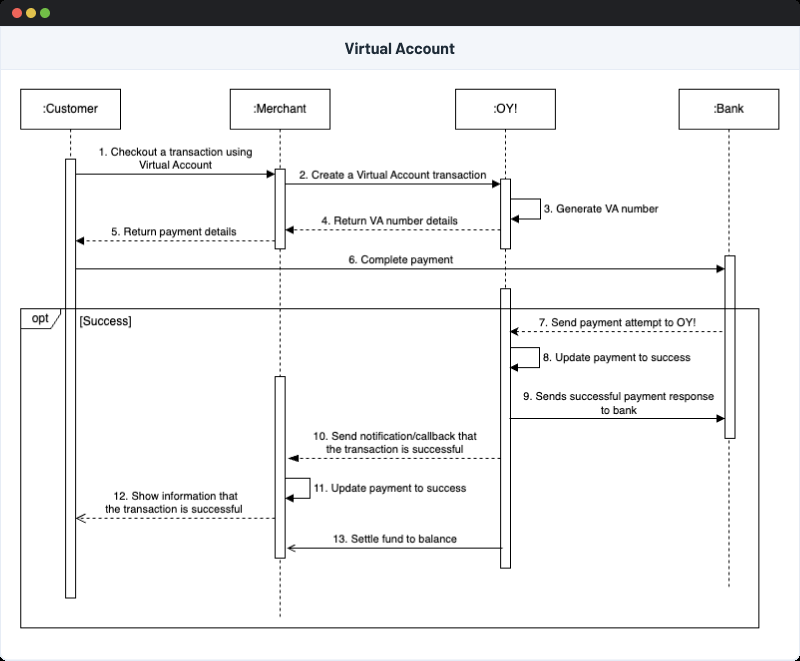 Virtual Account
:Customer
:Merchant
:OY!
:Bank
1. Checkout a transaction using
Virtual Account
2. Create a Virtual Account transaction
3. Generate VA number
4. Return VA number details
5. Return payment details
6. Complete payment
opt
[Success]
7. Send payment attempt to OY!
8. Update payment to success
9. Sends successful payment response
to bank
10. Send notification/callback that
the transaction is successful
11. Update payment to success
12. Show information that
the transaction is successful
13. Settle fund to balance